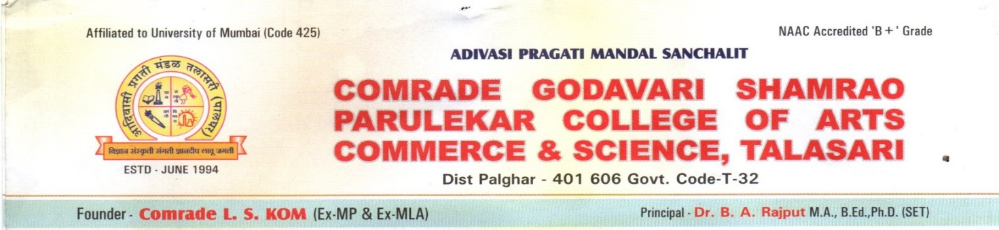 Affiliated to University of Mumbai (Code 425)
NAAC Accredited 'B+' Grade
ADIVASI PRAGATI MANDAL SANCHALIT
COMRADE GODAVARI SHAMRAO
PARULEKAR COLLEGE OF ARTS
COMMERCE & SCIENCE, TALASARI
Dist Palghar - 401 606 Govt. Code-T-32
आदिवासी प्रगती मंडळ तलासरी (पालघर)
विज्ञान संस्कृती संगती ज्ञानदीप लावू जगती
ESTD - JUNE 1994
Founder - Comrade L. S. KOM (Ex-MP & Ex-MLA)
Principal - Dr. B. A. Rajput M.A., B.Ed.,Ph.D. (SET)